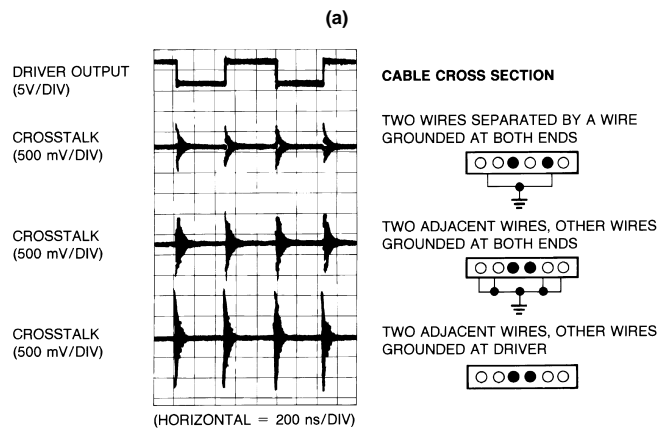 (a)
DRIVER OUTPUT
(5V/DIV)
CROSSTALK
(500 mV/DIV)
CROSSTALK
(500 mV/DIV)
CROSSTALK
(500 mV/DIV)
(HORIZONTAL = 200 ns/DIV)
CABLE CROSS SECTION
TWO WIRES SEPARATED BY A WIRE
GROUNDED AT BOTH ENDS
TWO ADJACENT WIRES, OTHER WIRES
GROUNDED AT BOTH ENDS
TWO ADJACENT WIRES, OTHER WIRES
GROUNDED AT DRIVER